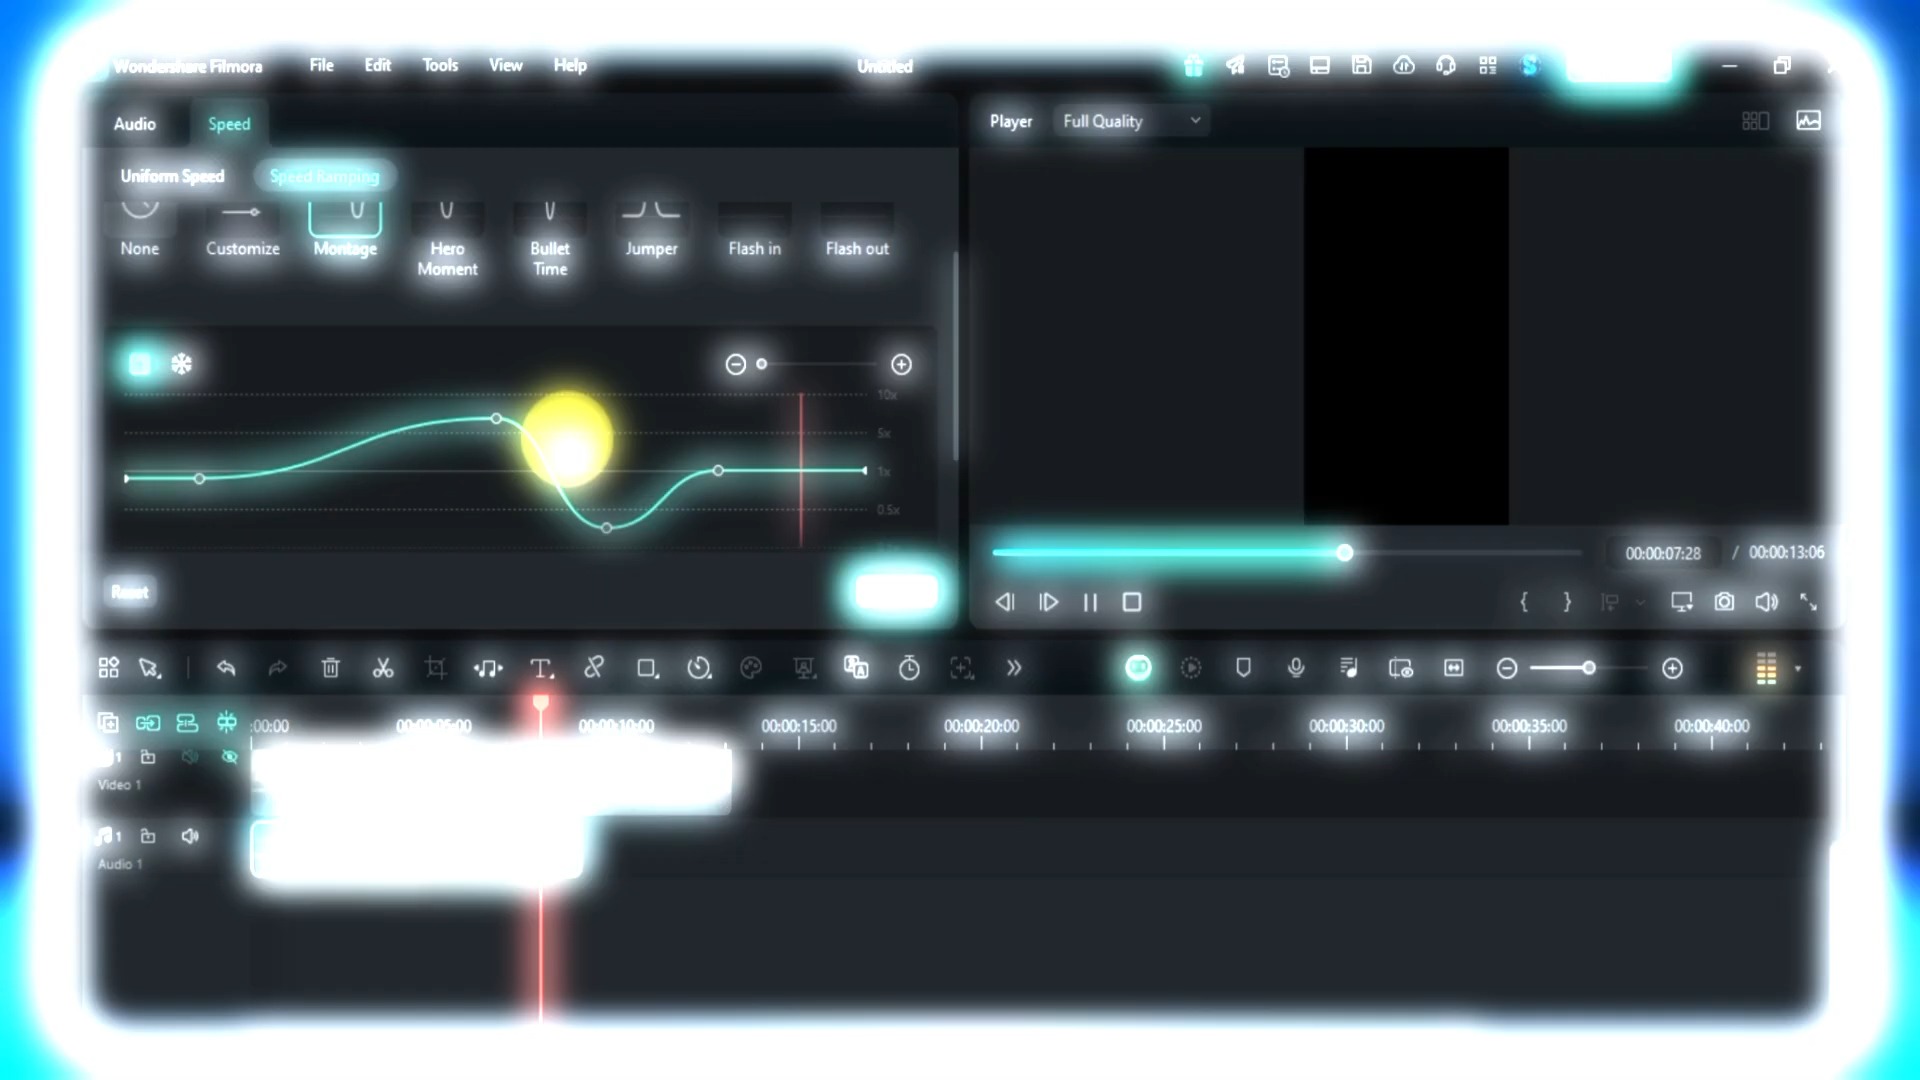 Wondershare Filmora File Edit Tools View Help Untitled
Audio Speed
Player Full Quality
Uniform Speed Speed Ramping
None Customize Montage Hero Moment Bullet Time Jumper Flash in Flash out
10x
5x
1x
0.5x
00:00:07:28 / 00:00:13:06
Reset
:00:00 00:00:05:00 00:00:10:00 00:00:15:00 00:00:20:00 00:00:25:00 00:00:30:00 00:00:35:00 00:00:40:00
1
Video 1
1
Audio 1